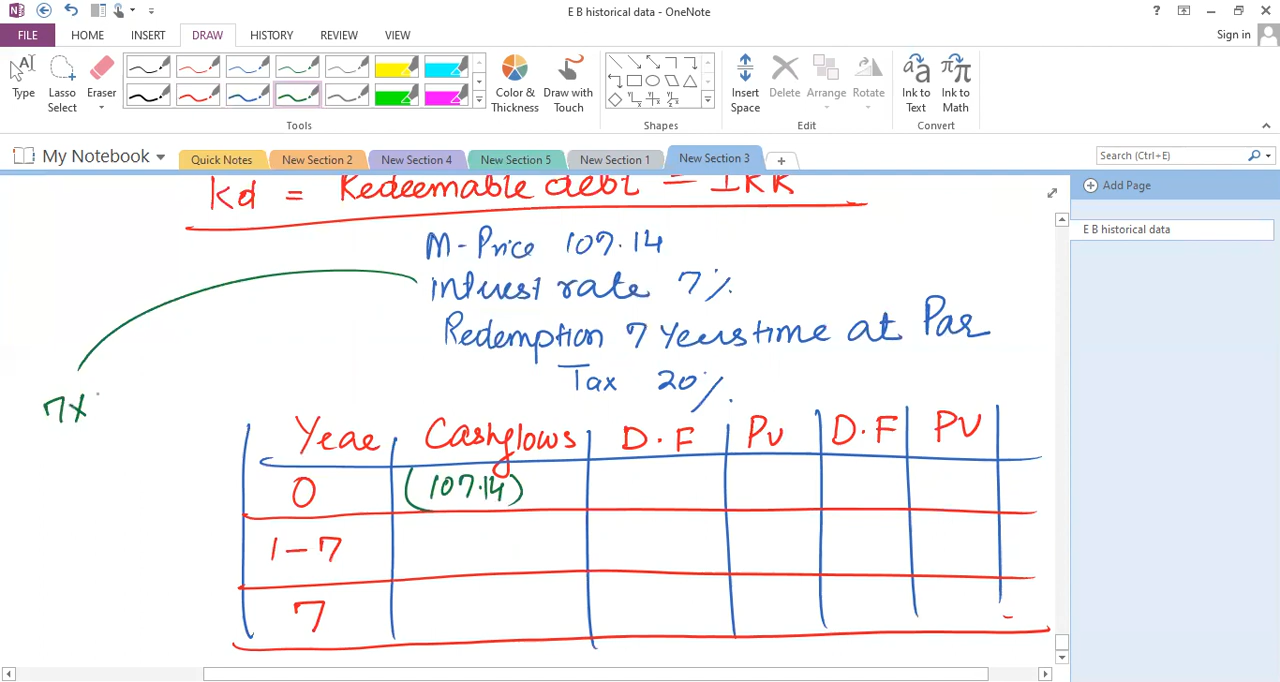 E B historical data - OneNote
Sign in
FILE HOME INSERT DRAW HISTORY REVIEW VIEW
Type
Lasso Select
Eraser
Color & Thickness
Draw with Touch
Insert Space
Delete
Arrange
Rotate
Ink to Text
Ink to Math
Tools
Shapes
Edit
Convert
My Notebook
Quick Notes New Section 2 New Section 4 New Section 5 New Section 1 New Section 3
Search (Ctrl+E)
Add Page
E B historical data
Kd = Redeemable debt = IRR
M-Price 107.14
Interest rate 7%
Redemption 7 Years time at Par
Tax 20%
7x
Yeae Cashflows D.F PV D.F PV
0 (107.14)
1-7
7